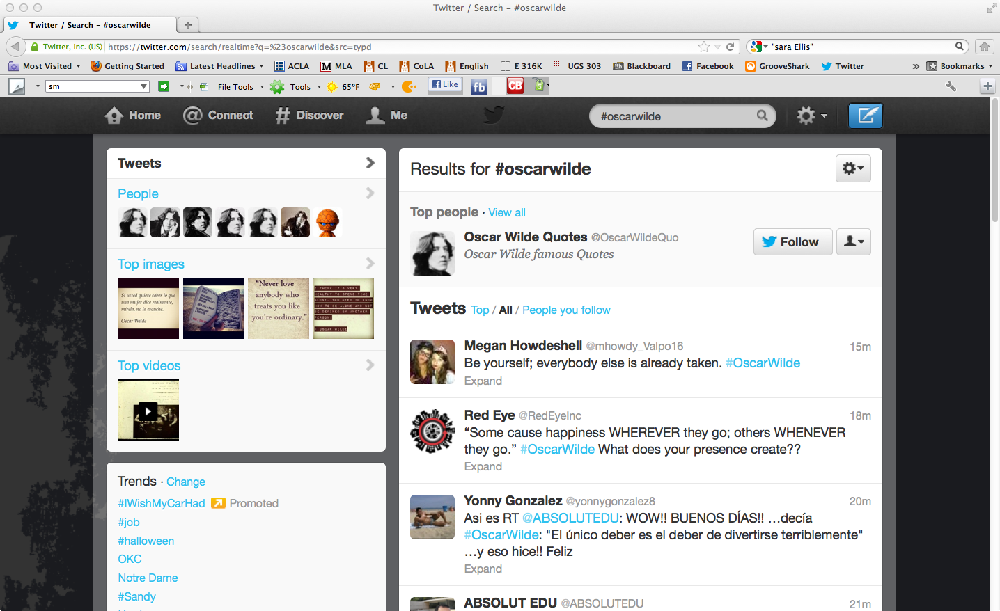 Twitter / Search – #oscarwilde
Twitter / Search – #oscarwilde
Twitter, Inc. (US) https://twitter.com/search/realtime?q=%23oscarwilde&src=typd "sara Ellis"
Most Visited Getting Started Latest Headlines ACLA MLA CL CoLA English E 316K UGS 303 Blackboard Facebook GrooveShark Twitter » Bookmarks
sm File Tools Tools 65°F Like fb CB
Home Connect Discover Me #oscarwilde
Tweets
People
Top images
Si usted quiere saber lo que
una mujer dice realmente,
mírela, no la escuche.
Oscar Wilde
"Never love
anybody who
treats you like
you're ordinary."
I THINK IT'S VERY
HEALTHY TO SPEND TIME
ALONE. YOU NEED TO KNOW
HOW TO BE ALONE AND NOT
BE DEFINED BY ANOTHER
PERSON.
- OSCAR WILDE
Top videos
Trends · Change
#IWishMyCarHad Promoted
#job
#halloween
OKC
Notre Dame
#Sandy
Results for #oscarwilde
Top people · View all
Oscar Wilde Quotes @OscarWildeQuo
Oscar Wilde famous Quotes
Follow
Tweets Top / All / People you follow
Megan Howdeshell @mhowdy_Valpo16 15m
Be yourself; everybody else is already taken. #OscarWilde
Expand
Red Eye @RedEyeInc 18m
“Some cause happiness WHEREVER they go; others WHENEVER
they go.” #OscarWilde What does your presence create??
Expand
Yonny Gonzalez @yonnygonzalez8 20m
Asi es RT @ABSOLUTEDU: WOW!! BUENOS DÍAS!! …decía
#OscarWilde: "El único deber es el deber de divertirse terriblemente"
…y eso hice!! Feliz
Expand
ABSOLUT EDU @ABSOLUTEDU 21m